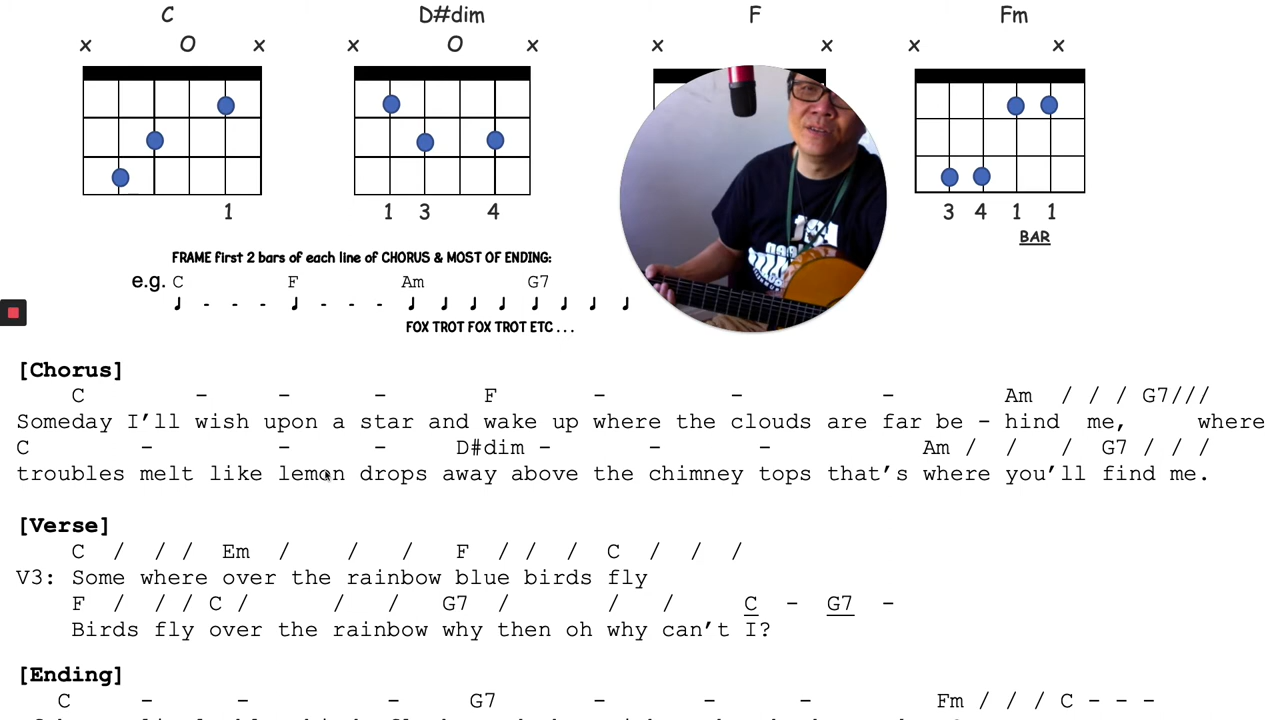 C D#dim F Fm
x O x x O x x x x x
1 1 3 4 3 4 1 1
BAR
FRAME first 2 bars of each line of CHORUS & MOST OF ENDING:
e.g. C F Am G7
- - - - - -
FOX TROT FOX TROT ETC . . .
[Chorus]
C - - - F - - - Am / / / G7///
Someday I’ll wish upon a star and wake up where the clouds are far be - hind me, where
C - - - D#dim - - - Am / / / G7 / / /
troubles melt like lemon drops away above the chimney tops that’s where you’ll find me.
[Verse]
C / / / Em / / / F / / / C / / /
V3: Some where over the rainbow blue birds fly
F / / / C / / / G7 / / / C - G7 -
Birds fly over the rainbow why then oh why can’t I?
[Ending]
C - - - G7 - - - Fm / / / C - - -